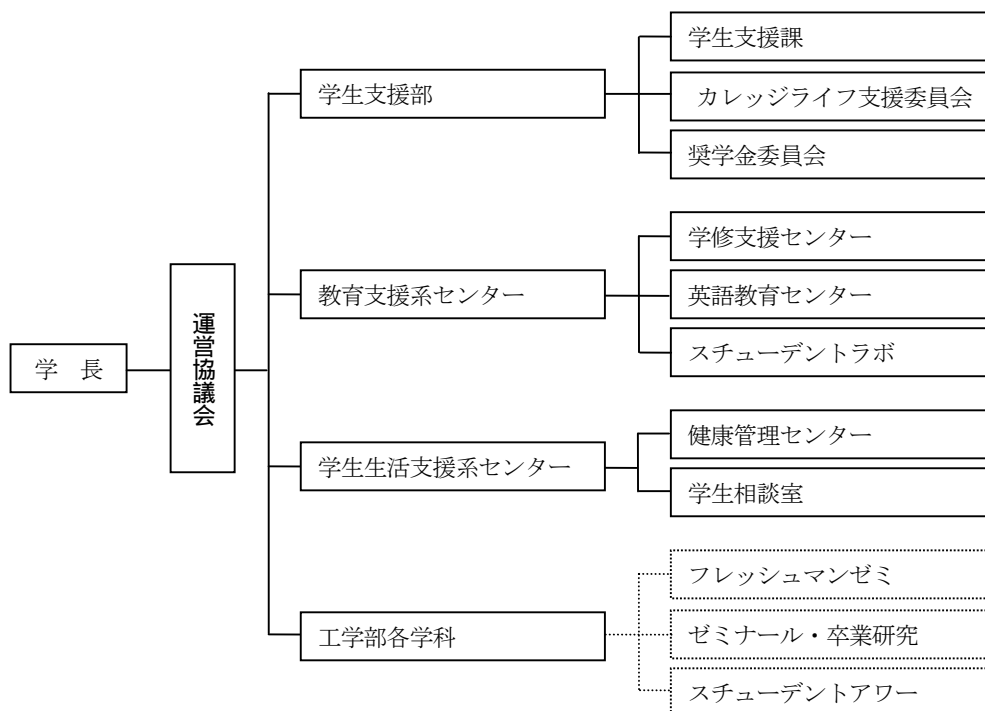 学　長
運営協議会
学生支援部
学生支援課
カレッジライフ支援委員会
奨学金委員会
教育支援系センター
学修支援センター
英語教育センター
スチューデントラボ
学生生活支援系センター
健康管理センター
学生相談室
工学部各学科
フレッシュマンゼミ
ゼミナール・卒業研究
スチューデントアワー